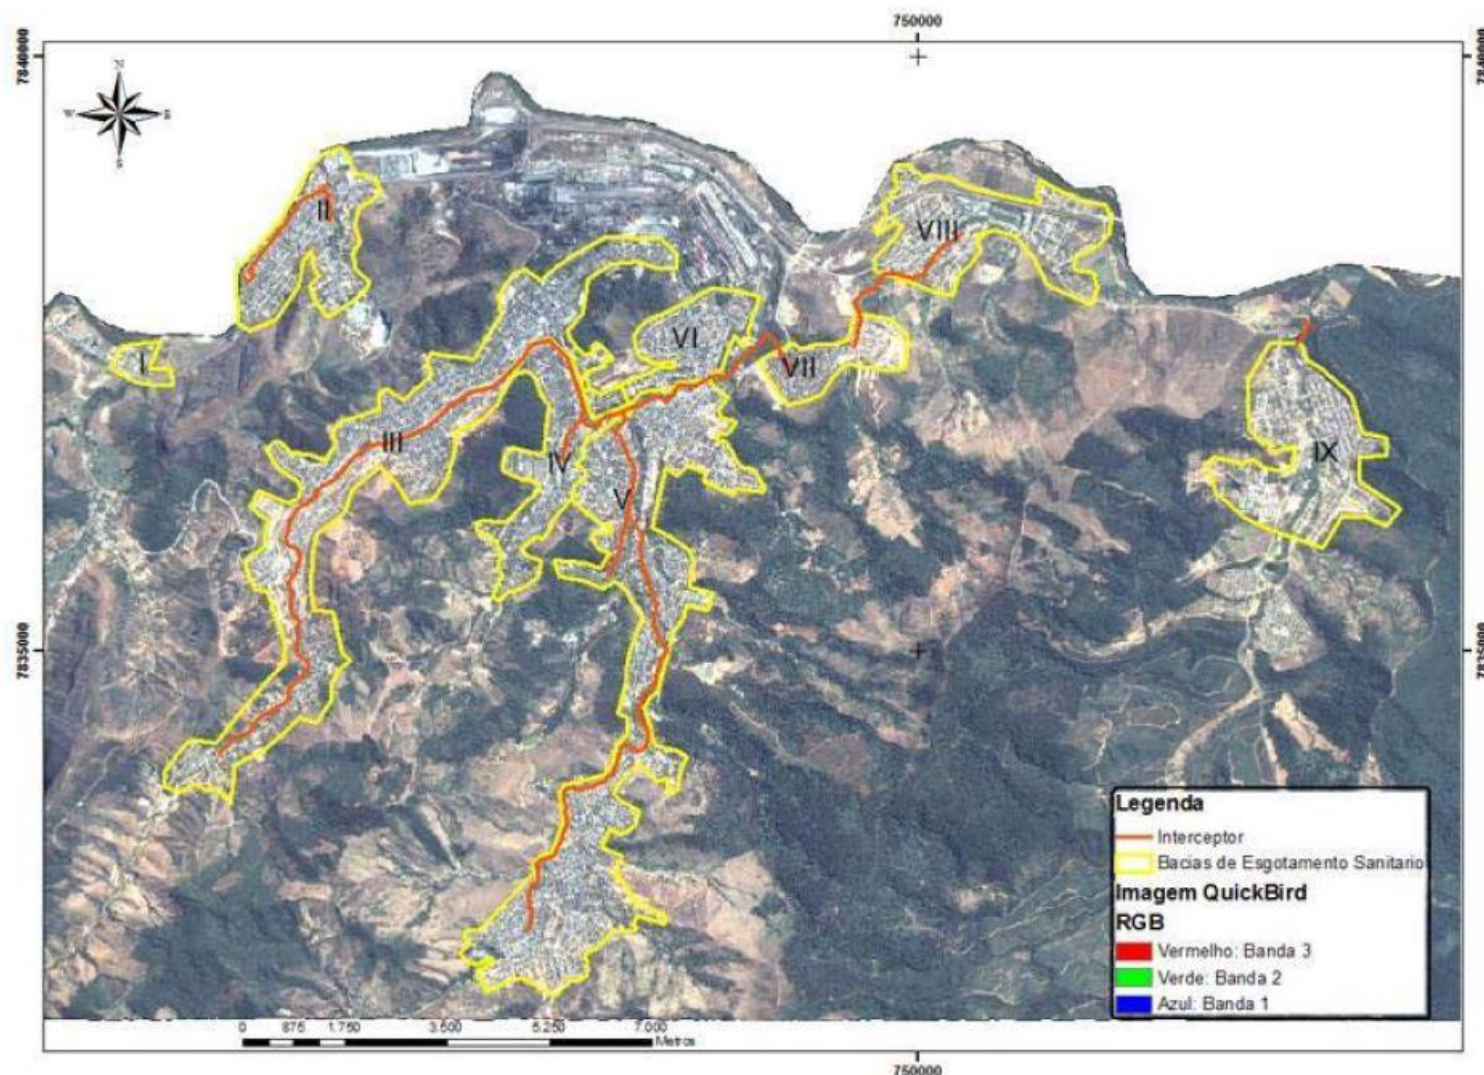 750000
7840000
7840000
N
W
E
S
II
VIII
VI
I
VII
III
IV
IX
V
7835000
Legenda
Interceptor
Bacias de Esgotamento Sanitario
Imagem QuickBird
RGB
Vermelho: Banda 3
Verde: Banda 2
Azul: Banda 1
0 875 1.750 3.500 5.250 7.000
Metros
750000